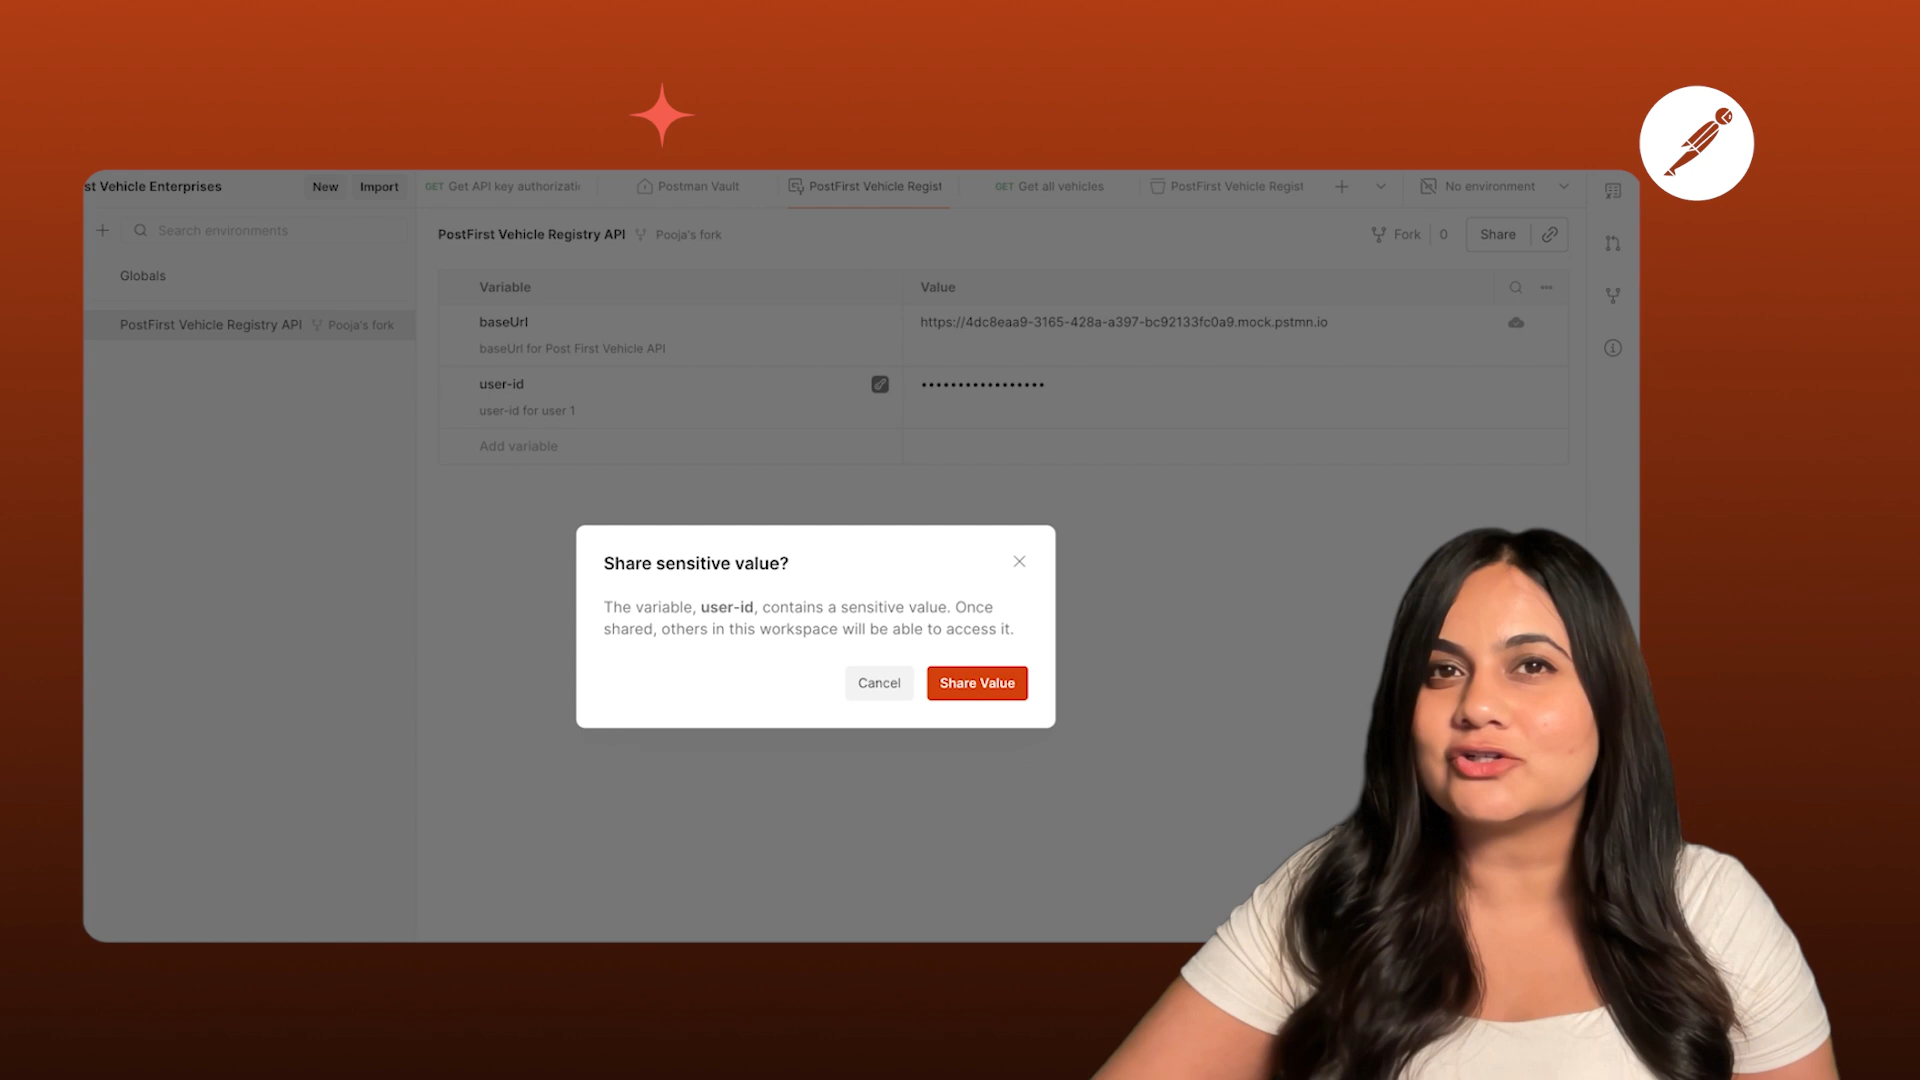 st Vehicle Enterprises
New
Import
GET Get API key authorizatic
Postman Vault
PostFirst Vehicle Regist
GET Get all vehicles
PostFirst Vehicle Regist
No environment
Search environments
PostFirst Vehicle Registry API
Pooja's fork
Fork
0
Share
Globals
PostFirst Vehicle Registry API
Pooja's fork
Variable
Value
baseUrl
https://4dc8eaa9-3165-428a-a397-bc92133fc0a9.mock.pstmn.io
baseUrl for Post First Vehicle API
user-id
•••••••••••••••••
user-id for user 1
Add variable
Share sensitive value?
The variable, user-id, contains a sensitive value. Once
shared, others in this workspace will be able to access it.
Cancel
Share Value